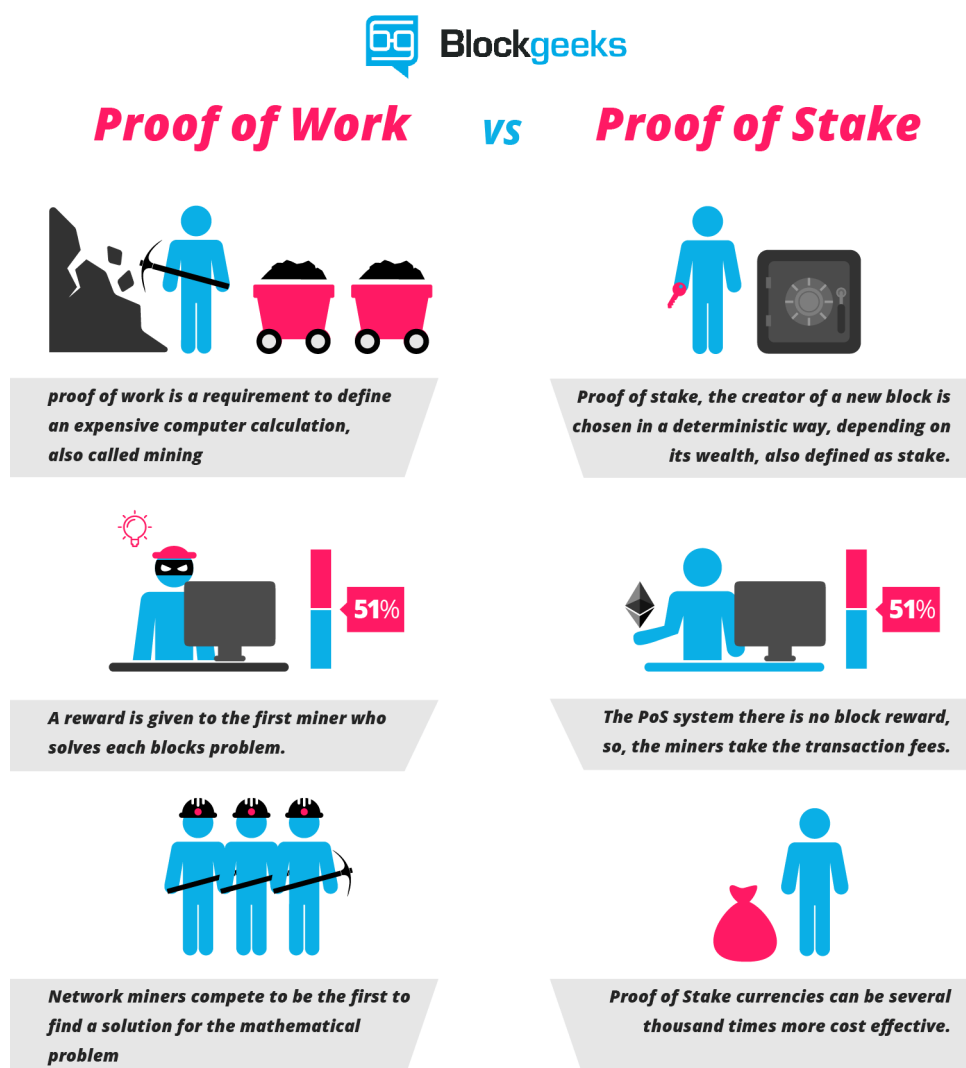 Blockgeeks
Proof of Work vs Proof of Stake
proof of work is a requirement to define
an expensive computer calculation,
also called mining
Proof of stake, the creator of a new block is
chosen in a deterministic way, depending on
its wealth, also defined as stake.
51%
51%
A reward is given to the first miner who
solves each blocks problem.
The PoS system there is no block reward,
so, the miners take the transaction fees.
Network miners compete to be the first to
find a solution for the mathematical
problem
Proof of Stake currencies can be several
thousand times more cost effective.